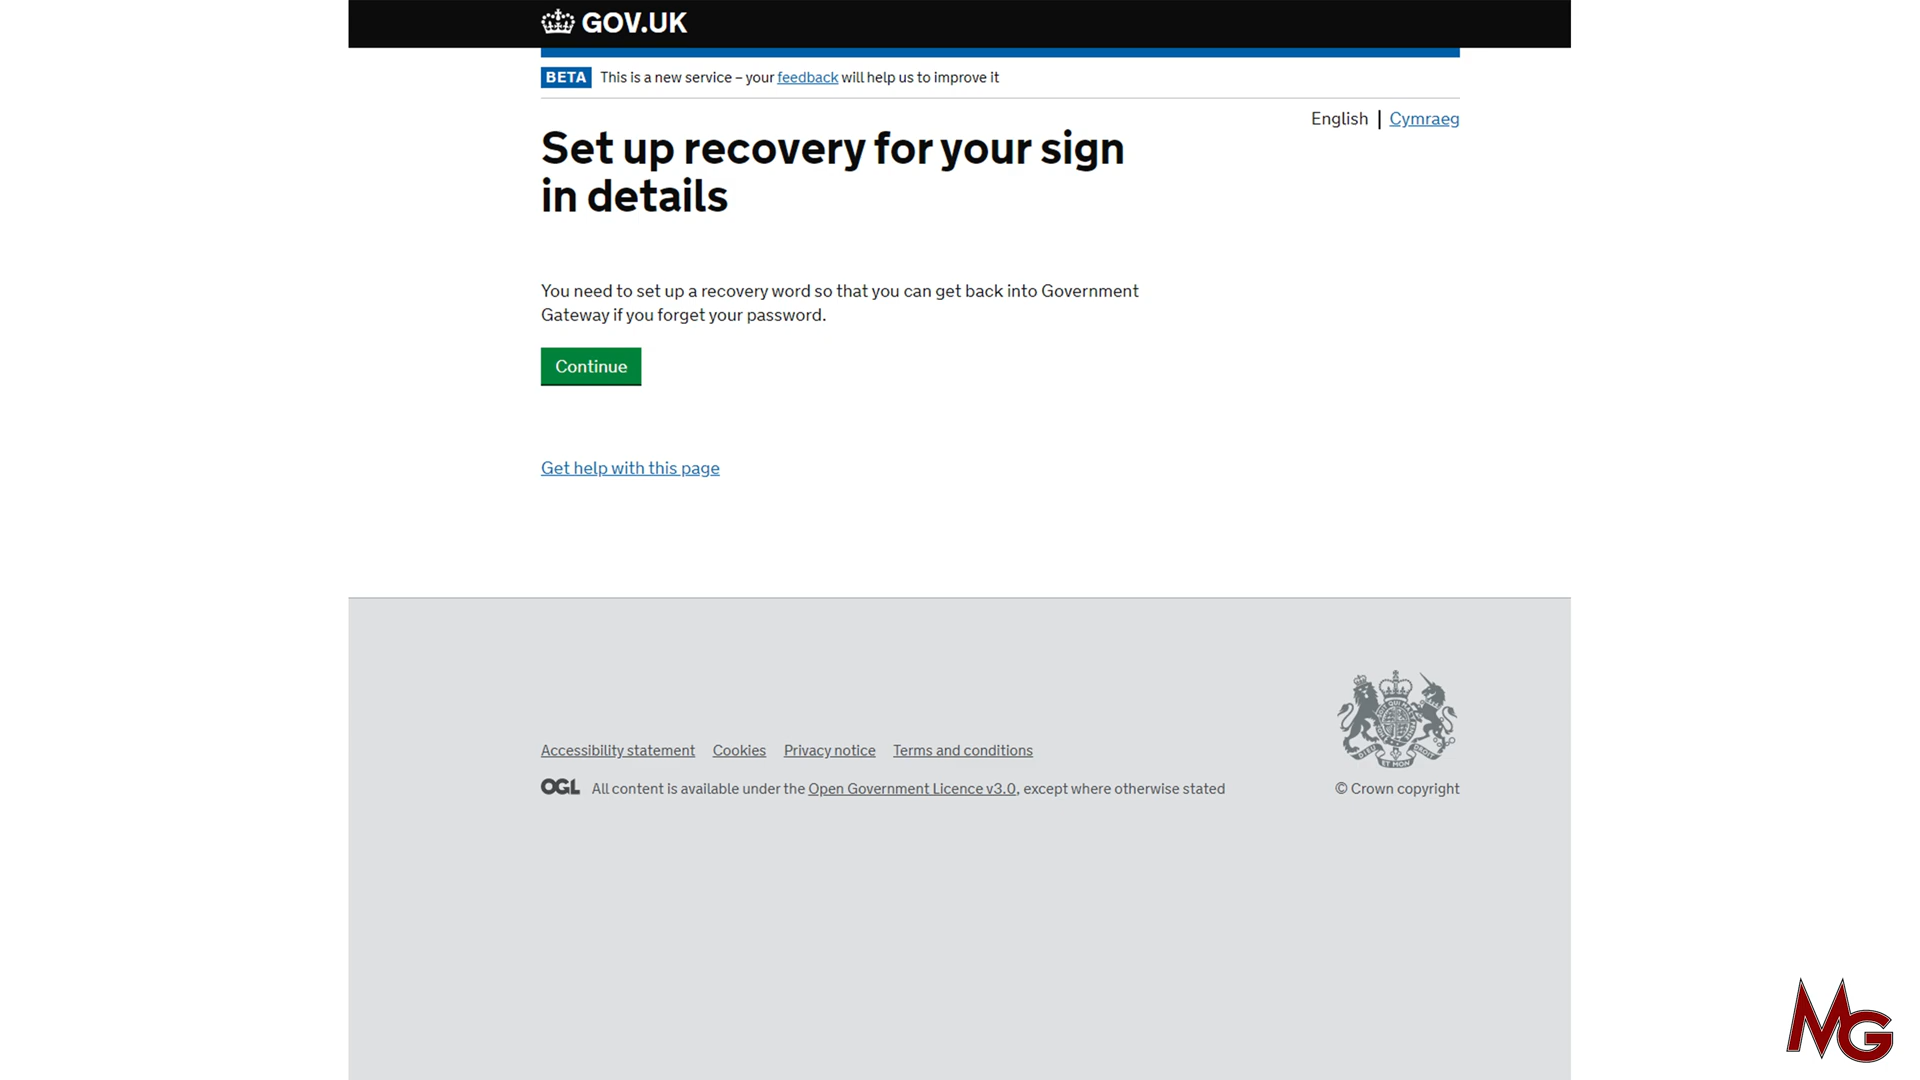 GOV.UK
BETA This is a new service – your feedback will help us to improve it
English | Cymraeg
Set up recovery for your sign
in details
You need to set up a recovery word so that you can get back into Government
Gateway if you forget your password.
Continue
Get help with this page
Accessibility statement Cookies Privacy notice Terms and conditions
OGL All content is available under the Open Government Licence v3.0, except where otherwise stated
DIEU ET MON DROIT
© Crown copyright
MG